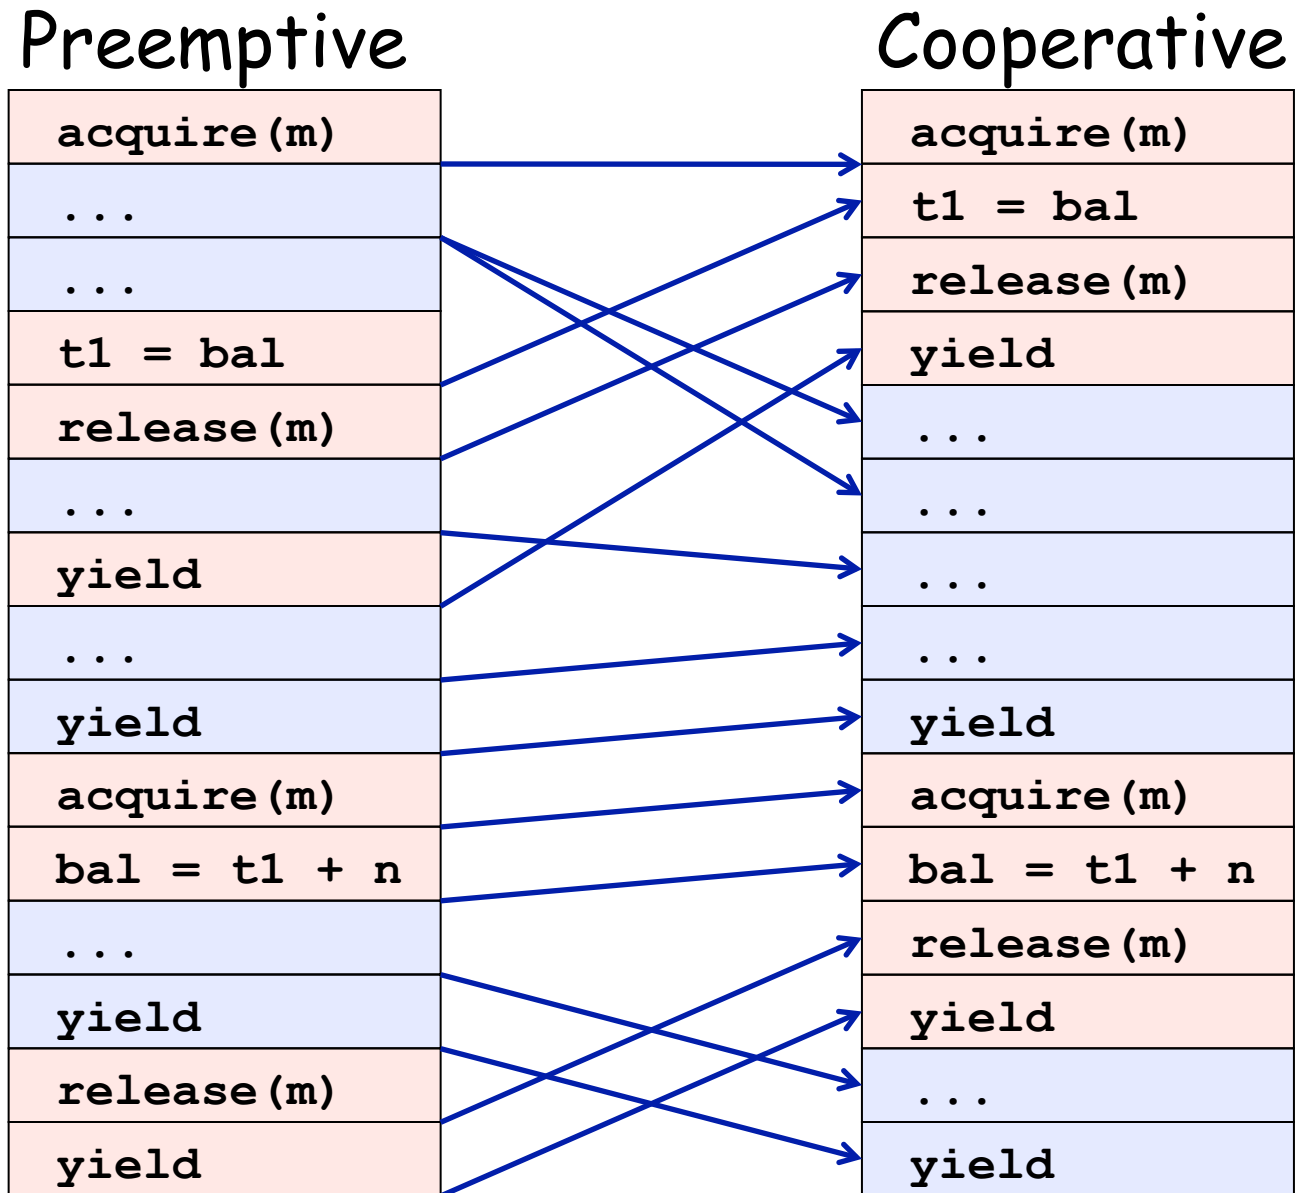 Preemptive
acquire(m)
...
...
t1 = bal
release(m)
...
yield
...
yield
acquire(m)
bal = t1 + n
...
yield
release(m)
yield
Cooperative
acquire(m)
t1 = bal
release(m)
yield
...
...
...
...
yield
acquire(m)
bal = t1 + n
release(m)
yield
...
yield